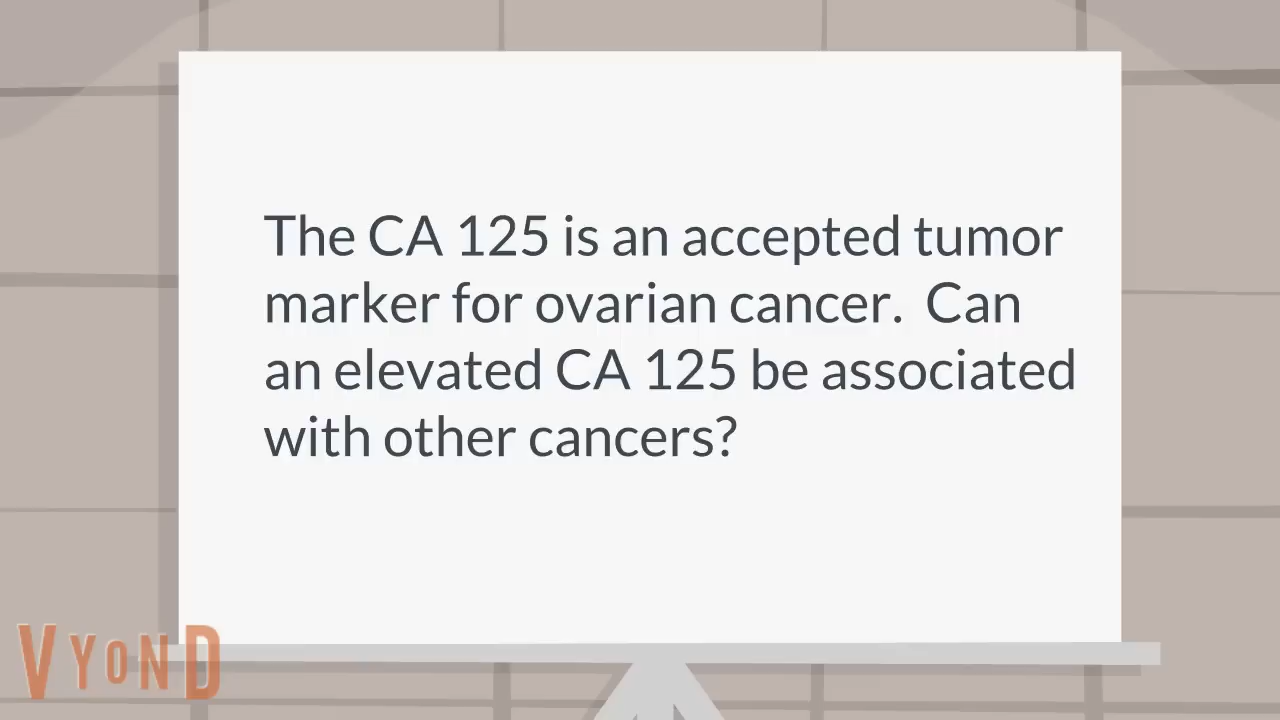 The CA 125 is an accepted tumor
marker for ovarian cancer.  Can
an elevated CA 125 be associated
with other cancers?
VYOND